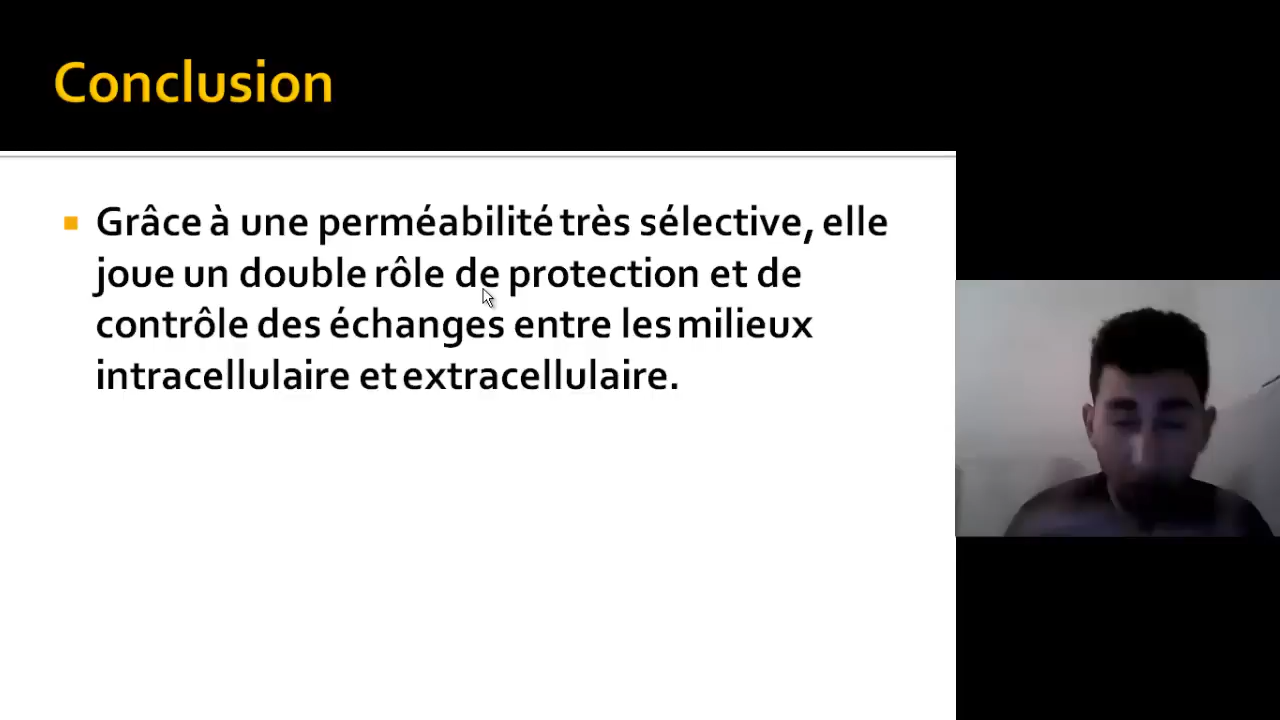 Conclusion
Grâce à une perméabilité très sélective, elle
joue un double rôle de protection et de
contrôle des échanges entre les milieux
intracellulaire et extracellulaire.